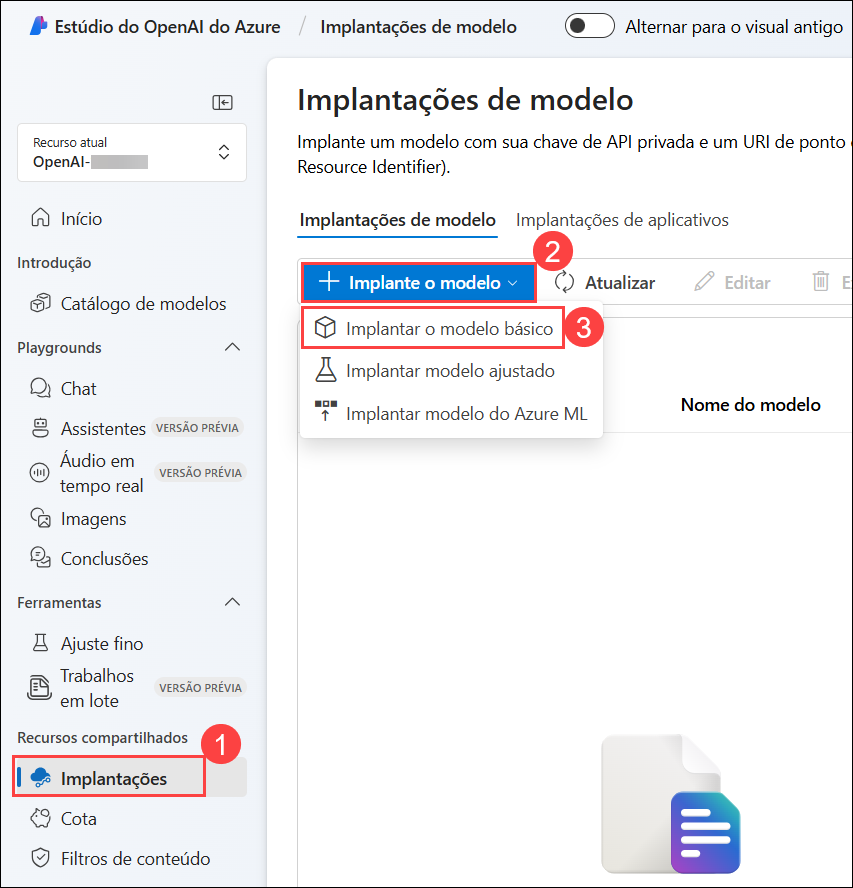 Estúdio do OpenAI do Azure / Implantações de modelo
Alternar para o visual antigo
Recurso atual
OpenAI-
Início
Introdução
Catálogo de modelos
Playgrounds
Chat
Assistentes VERSÃO PRÉVIA
Áudio em
tempo real VERSÃO PRÉVIA
Imagens
Conclusões
Ferramentas
Ajuste fino
Trabalhos
em lote VERSÃO PRÉVIA
Recursos compartilhados
1
Implantações
Cota
Filtros de conteúdo
Implantações de modelo
Implante um modelo com sua chave de API privada e um URI de ponto
Resource Identifier).
Implantações de modelo Implantações de aplicativos
2
Implante o modelo Atualizar Editar E
Implantar o modelo básico 3
Implantar modelo ajustado
Implantar modelo do Azure ML
Nome do modelo